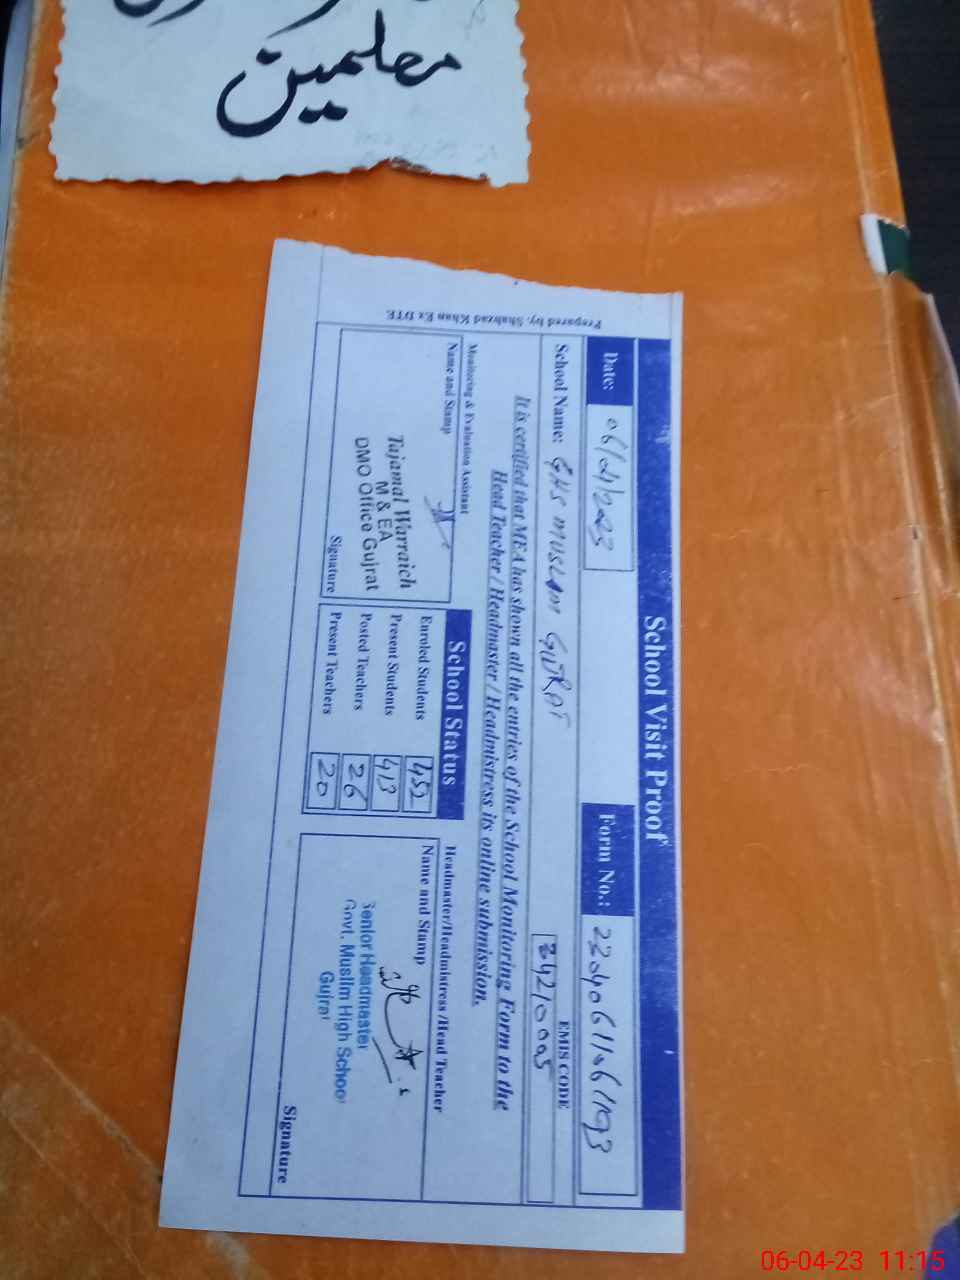 معلمین
School Visit Proof
Date: 06/04/2023
Form No.: 2304061106193
School Name: GHS MUSLIM GUJRAT
EMIS CODE
34210005
It is certified that MEA has shown all the entries of the School Monitoring Form to the
Head Teacher / Headmaster / Headmistress its online submission.
Monitoring & Evaluation Assistant
Name and Stamp
Tajamal Warraich
M & EA
DMO Office Gujrat
Signature
School Status
Enroled Students 452
Present Students 413
Posted Teachers 26
Present Teachers 20
Headmaster/Headmistress /Head Teacher
Name and Stamp
Senior Headmaster
Govt. Muslim High School
Gujrat
Signature
Prepared by. Shahzad Khan Ex DTE
06-04-23 11:15